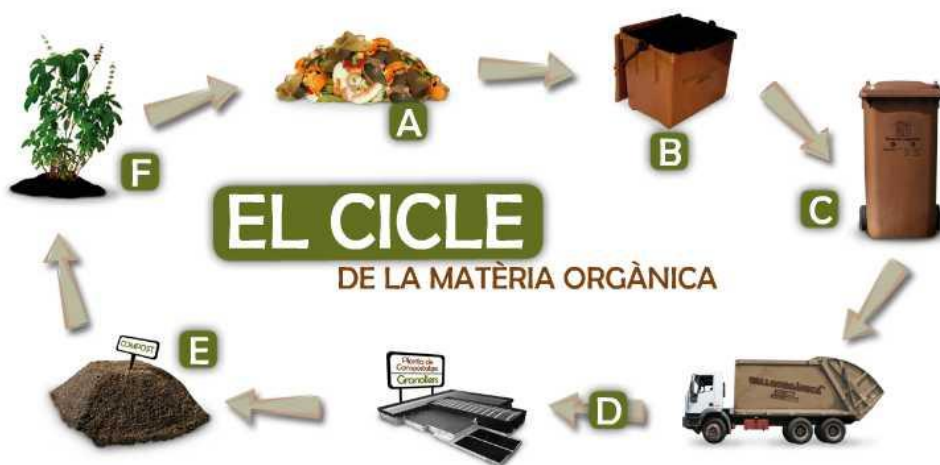 A
B
C
F
EL CICLE
DE LA MATÈRIA ORGÀNICA
COMPOST
E
Planta de
Compostatge
Granollers
D